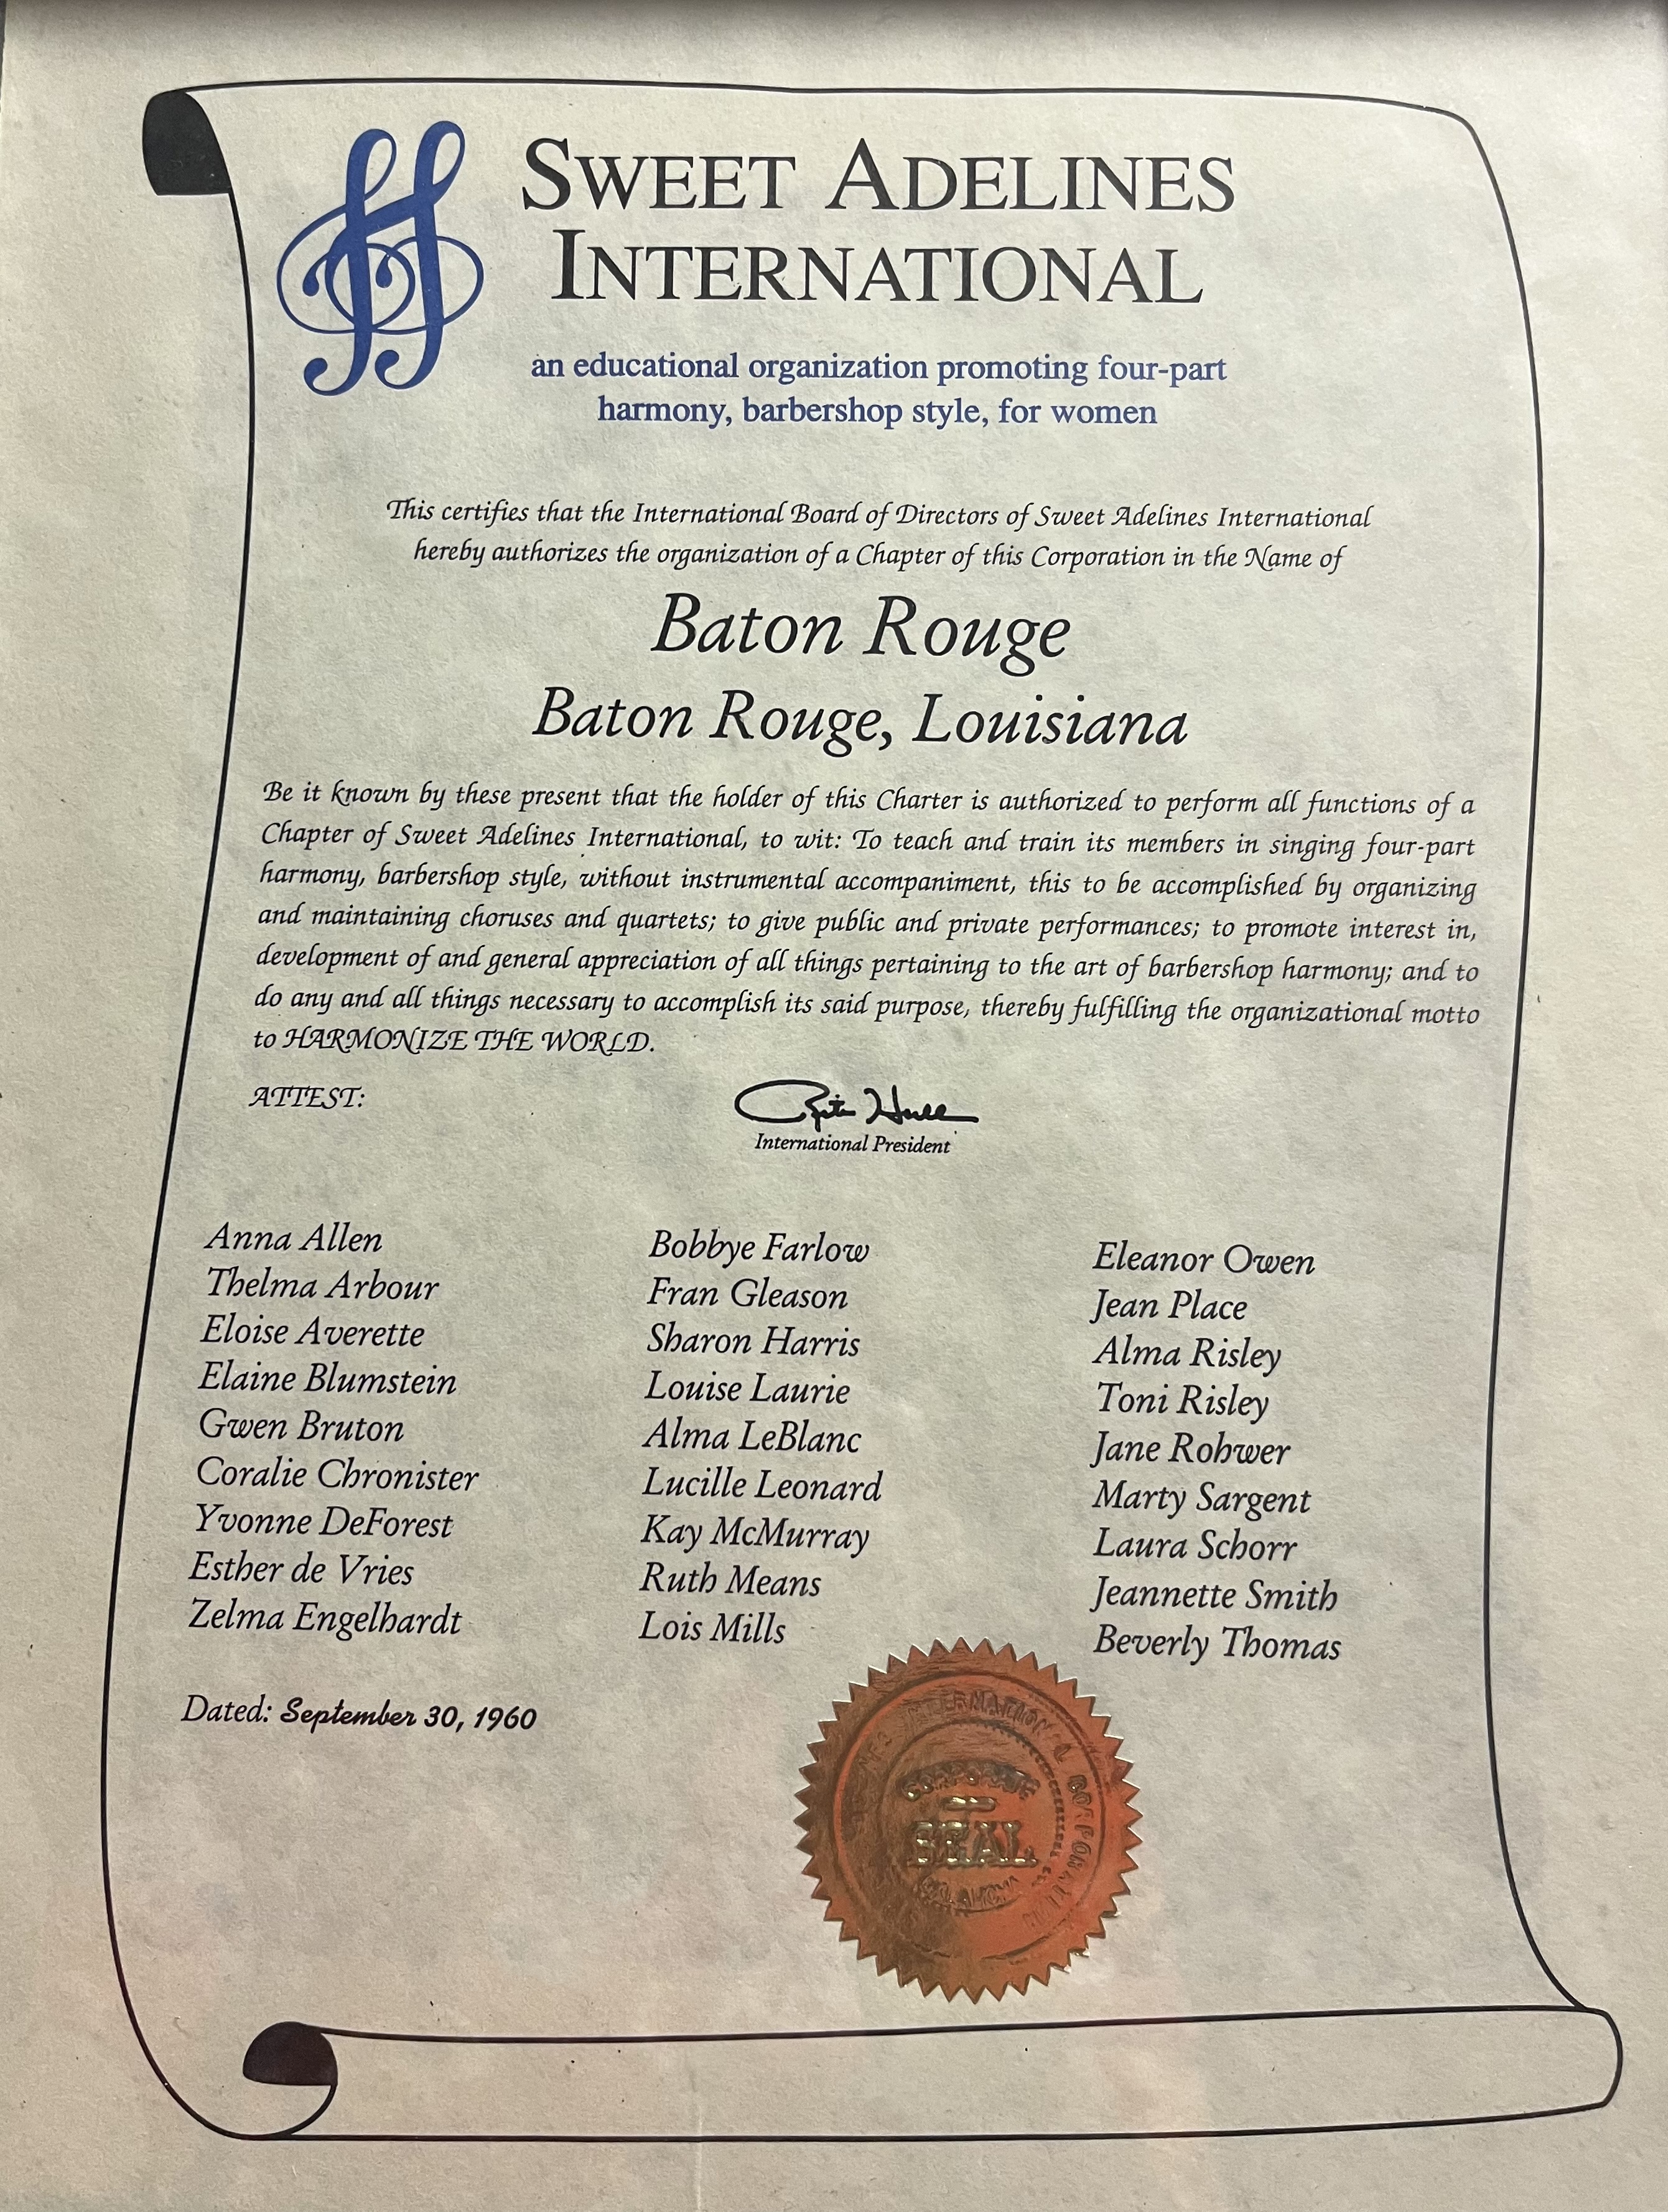 SWEET ADELINES
INTERNATIONAL
an educational organization promoting four-part
harmony, barbershop style, for women
This certifies that the International Board of Directors of Sweet Adelines International
hereby authorizes the organization of a Chapter of this Corporation in the Name of
Baton Rouge
Baton Rouge, Louisiana
Be it known by these present that the holder of this Charter is authorized to perform all functions of a
Chapter of Sweet Adelines International, to wit: To teach and train its members in singing four-part
harmony, barbershop style, without instrumental accompaniment, this to be accomplished by organizing
and maintaining choruses and quartets; to give public and private performances; to promote interest in,
development of and general appreciation of all things pertaining to the art of barbershop harmony; and to
do any and all things necessary to accomplish its said purpose, thereby fulfilling the organizational motto
to HARMONIZE THE WORLD.
ATTEST:
International President
Anna Allen
Thelma Arbour
Eloise Averette
Elaine Blumstein
Gwen Bruton
Coralie Chronister
Yvonne DeForest
Esther de Vries
Zelma Engelhardt
Bobbye Farlow
Fran Gleason
Sharon Harris
Louise Laurie
Alma LeBlanc
Lucille Leonard
Kay McMurray
Ruth Means
Lois Mills
Eleanor Owen
Jean Place
Alma Risley
Toni Risley
Jane Rohwer
Marty Sargent
Laura Schorr
Jeannette Smith
Beverly Thomas
Dated: September 30, 1960
CORPORATE
SEAL